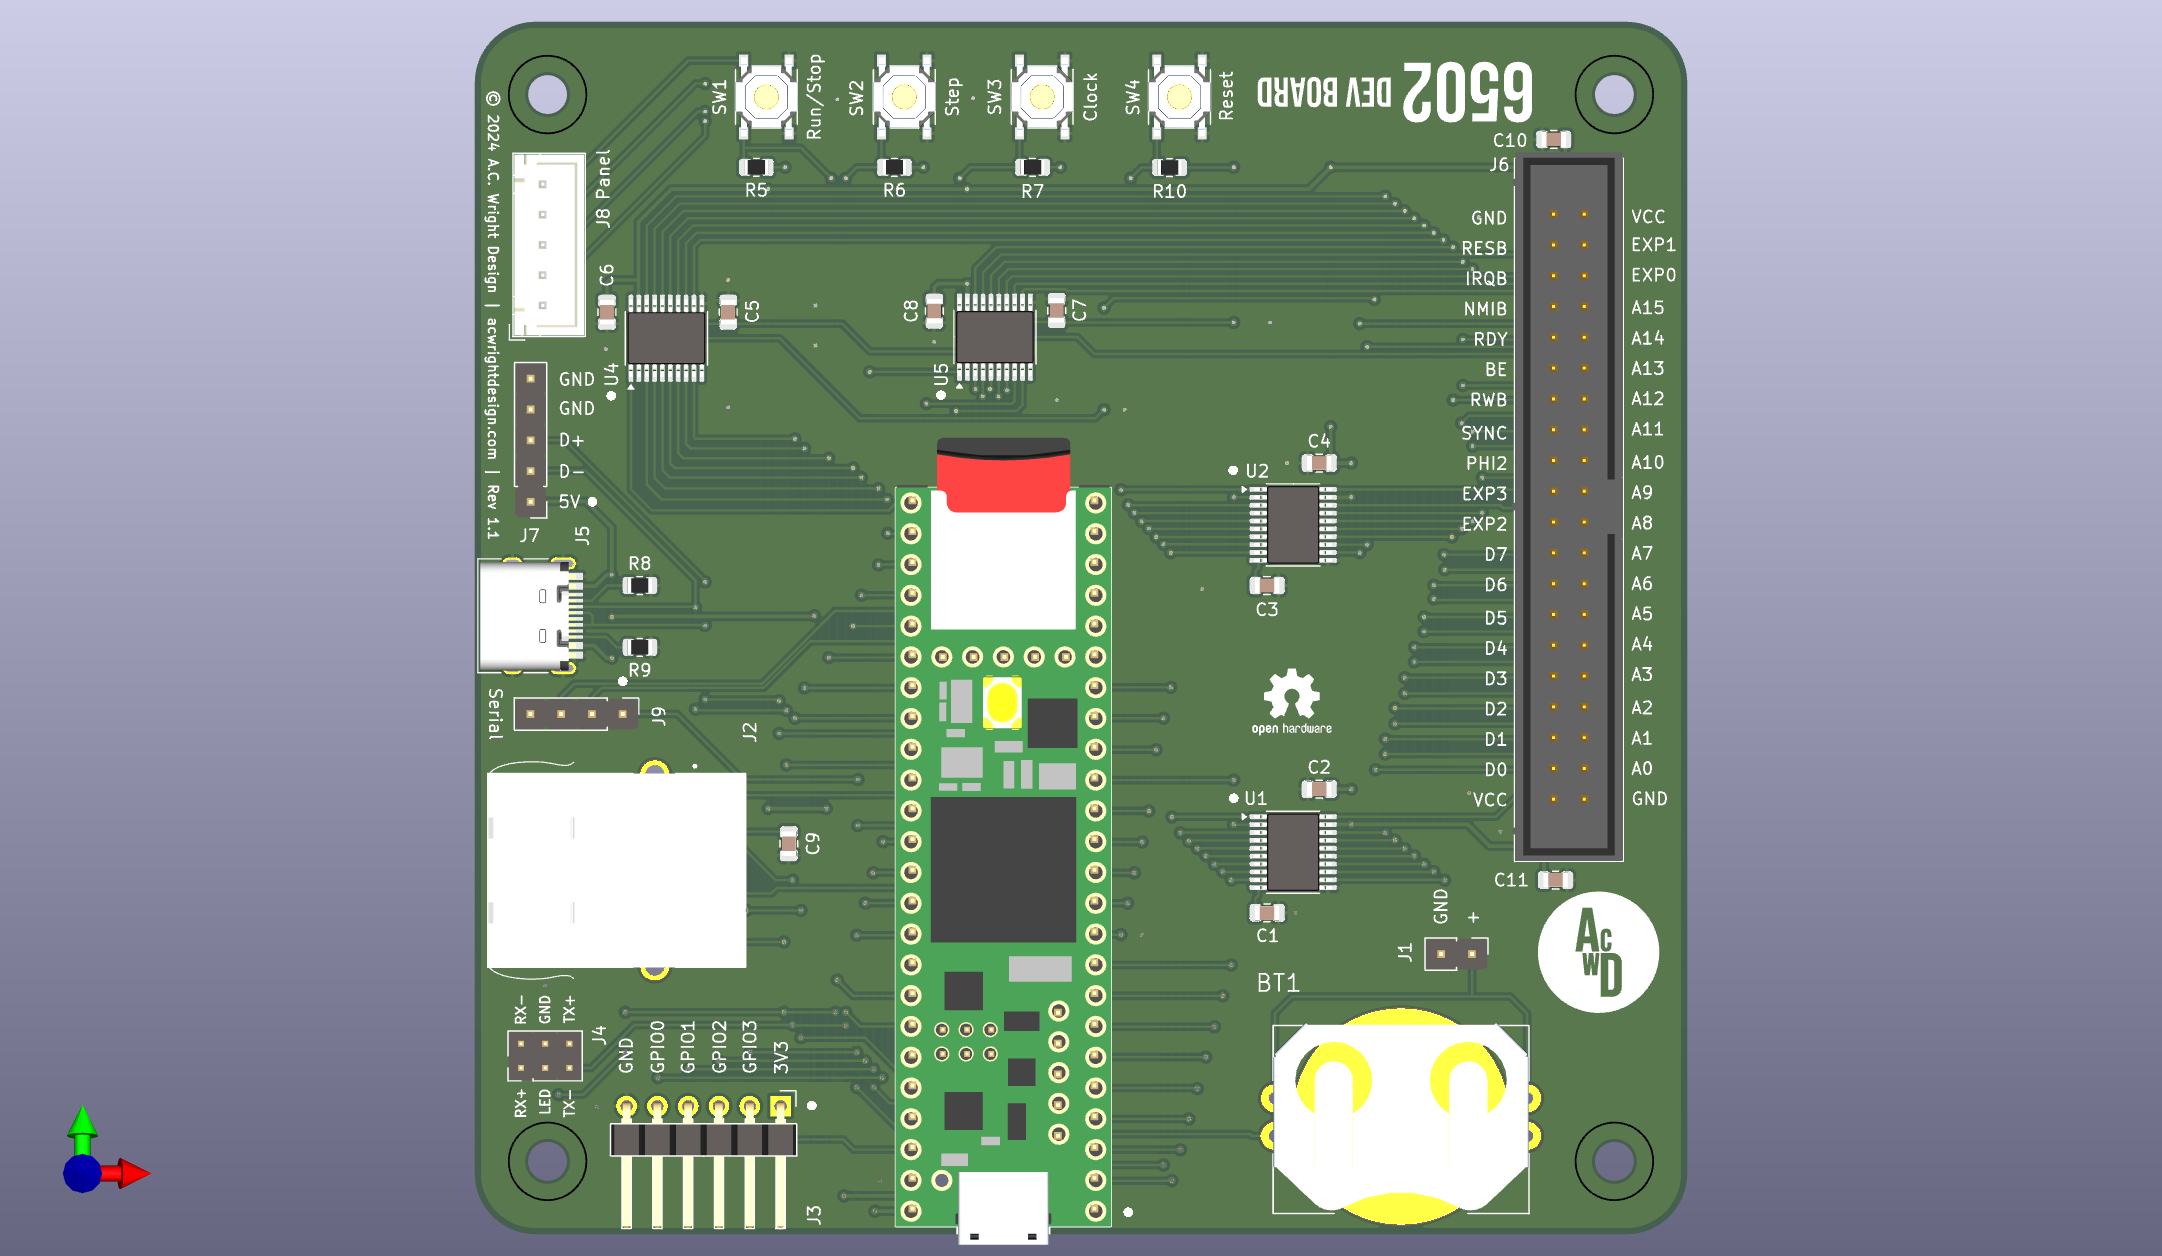 6502
DEV BOARD
© 2024 A.C. Wright Design | acwrightdesign.com | Rev 1.1
SW1
Run/Stop
SW2
Step
SW3
Clock
SW4
Reset
R5
R6
R7
R10
C10
J6
J8 Panel
C6
C5
U4
C8
C7
U5
GND
RESB
IRQB
NMIB
RDY
BE
RWB
SYNC
PHI2
EXP3
EXP2
D7
D6
D5
D4
D3
D2
D1
D0
VCC
VCC
EXP1
EXP0
A15
A14
A13
A12
A11
A10
A9
A8
A7
A6
A5
A4
A3
A2
A1
A0
GND
GND
GND
D+
D-
5V
J7
J5
R8
R9
Serial
J9
J2
C4
U2
C3
open hardware
C2
U1
C1
C9
C11
GND
+
J1
BT1
ACWD
RX-
GND
TX+
J4
RX+
LED
TX-
GND
GPIO0
GPIO1
GPIO2
GPIO3
3V3
J3